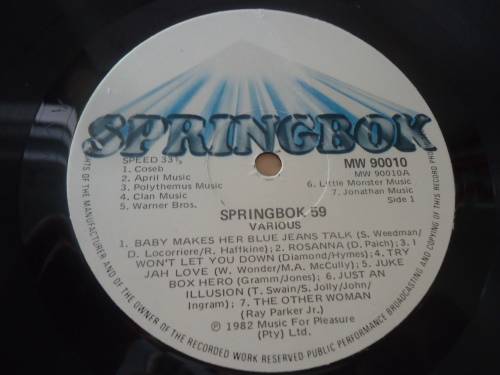 SPRINGBOK
SPEED 33⅓
MW 90010
MW 90010A
1. Coseb
2. April Music
3. Polythemus Music
4. Clan Music
5. Warner Bros.
6. Little Monster Music
7. Jonathan Music
Side 1
SPRINGBOK 59
VARIOUS
1. BABY MAKES HER BLUE JEANS TALK (S. Weedman/
D. Locorriere/R. Haffkine) 2. ROSANNA (D. Paich); 3. I
WON'T LET YOU DOWN (Diamond/Hymes); 4. TRY
JAH LOVE (W. Wonder/M.A. McCully); 5. JUKE
BOX HERO (Gramm/Jones); 6. JUST AN
ILLUSION (T. Swain/S. Jolly/John/
Ingram); 7. THE OTHER WOMAN
(Ray Parker Jr.)
℗ 1982 Music For Pleasure
(Pty) Ltd.
RIGHTS OF THE MANUFACTURER AND OF THE OWNER OF THE RECORDED WORK RESERVED PUBLIC PERFORMANCE BROADCASTING AND COPYING OF THIS RECORD